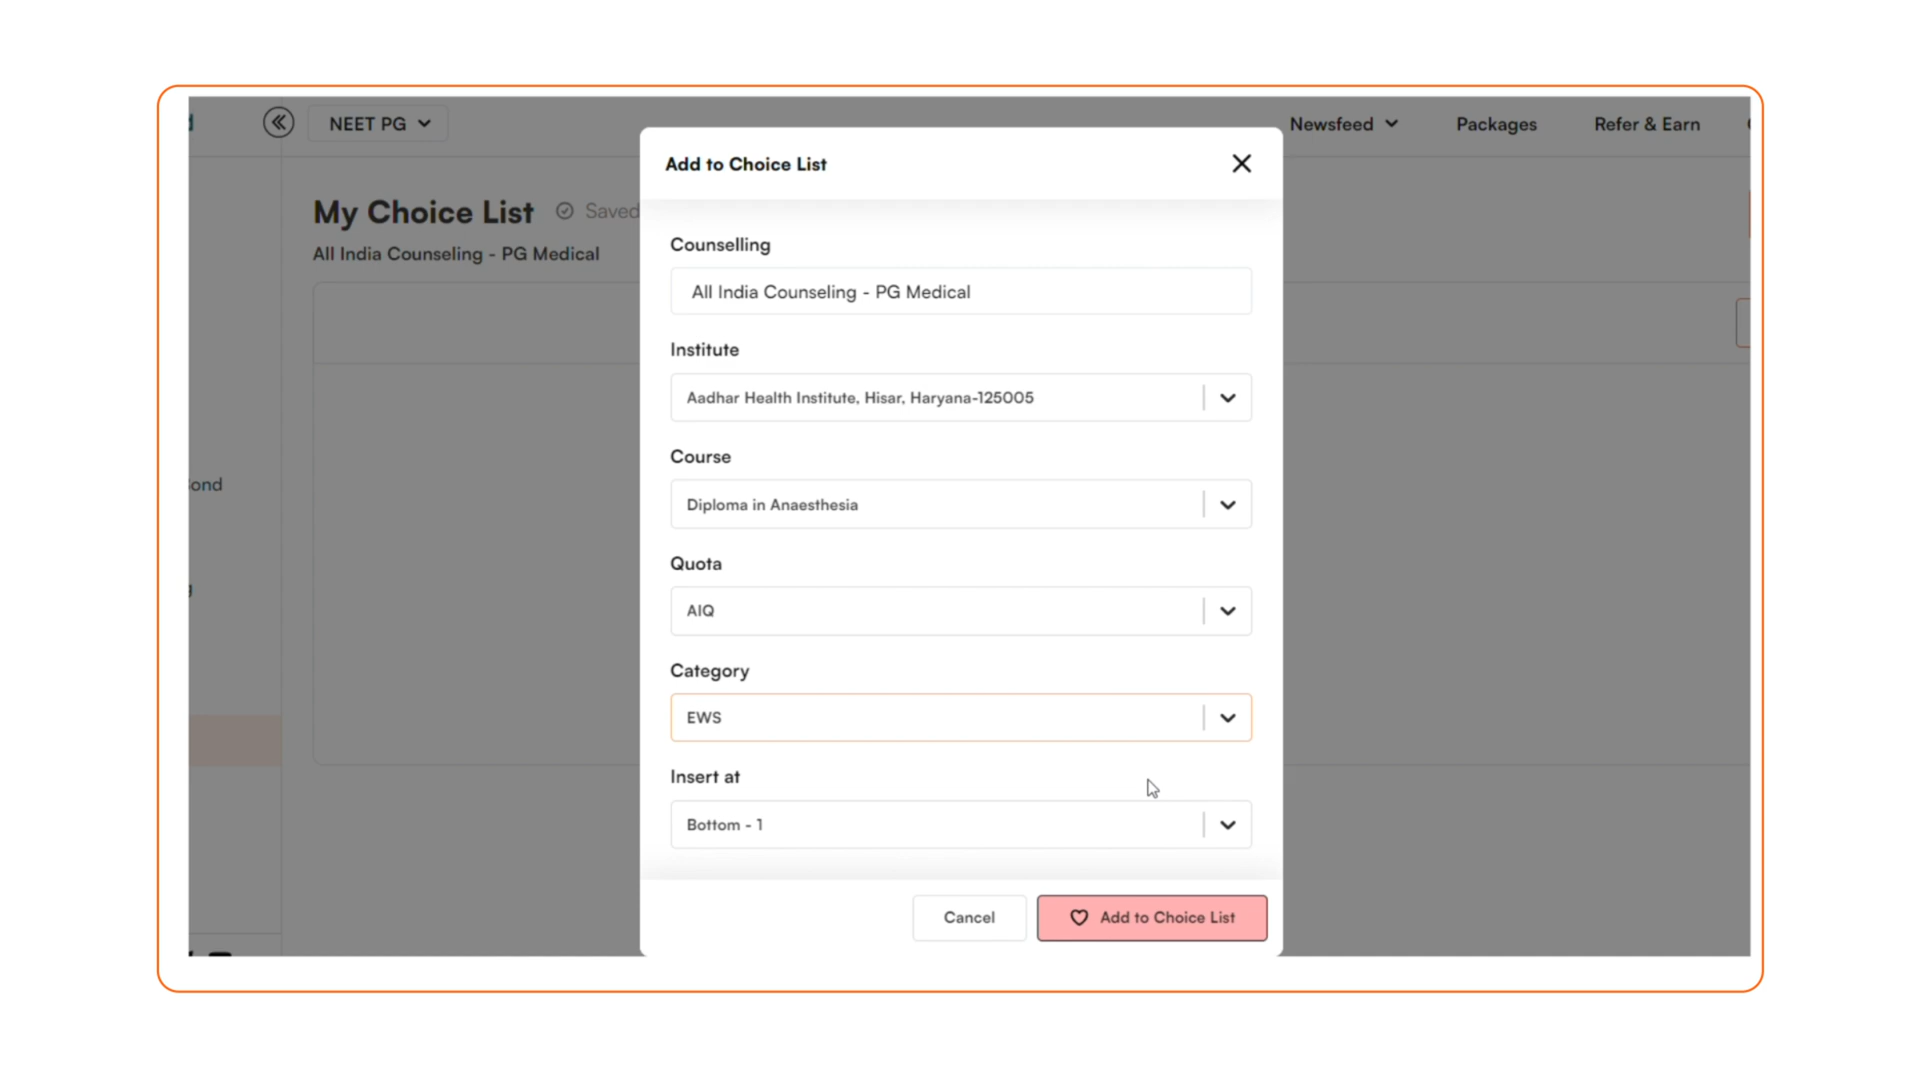 NEET PG
Newsfeed
Packages
Refer & Earn
My Choice List
Saved
All India Counseling - PG Medical
ond
Add to Choice List
Counselling
All India Counseling - PG Medical
Institute
Aadhar Health Institute, Hisar, Haryana-125005
Course
Diploma in Anaesthesia
Quota
AIQ
Category
EWS
Insert at
Bottom - 1
Cancel
Add to Choice List